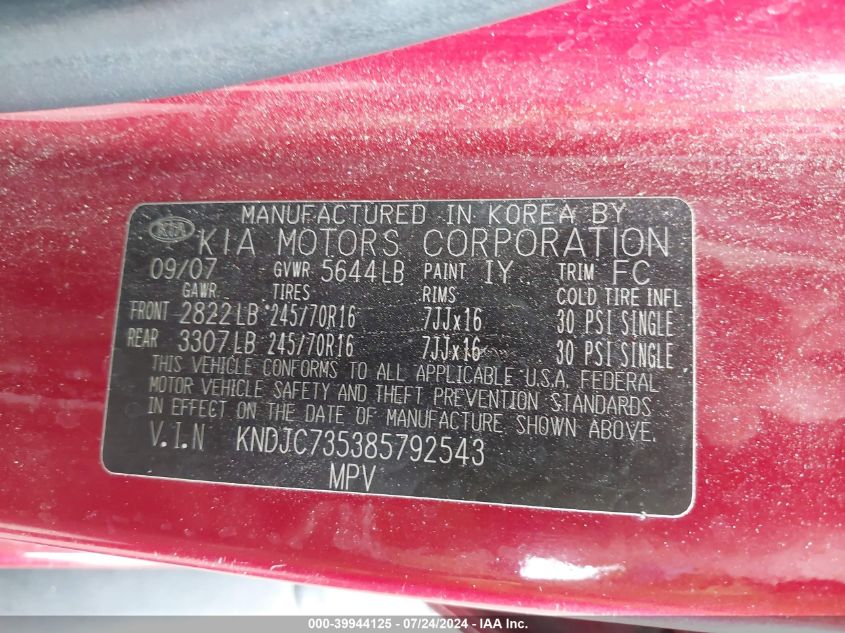 MANUFACTURED IN KOREA BY
KIA KIA MOTORS CORPORATION
09/07 GVWR 5644LB PAINT IY TRIM FC
GAWR TIRES RIMS COLD TIRE INFL
FRONT 2822LB 245/70R16 7JJx16 30 PSI SINGLE
REAR 3307LB 245/70R16 7JJx16 30 PSI SINGLE
THIS VEHICLE CONFORMS TO ALL APPLICABLE U.S.A. FEDERAL
MOTOR VEHICLE SAFETY AND THEFT PREVENTION STANDARDS
IN EFFECT ON THE DATE OF MANUFACTURE SHOWN ABOVE.
V.I.N KNDJC735385792543
MPV
000-39944125 - 07/24/2024 - IAA Inc.